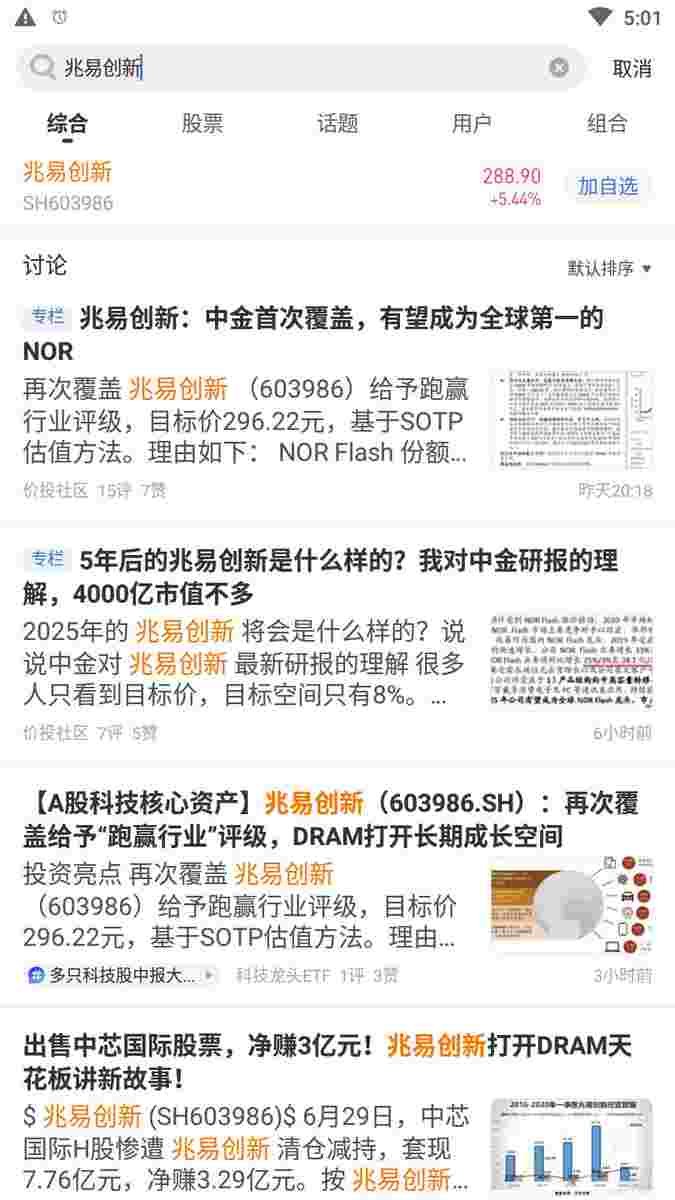 5:01
兆易创新
取消
综合 股票 话题 用户 组合
兆易创新 288.90 加自选
SH603986 +5.44%
讨论 默认排序
专栏 兆易创新：中金首次覆盖，有望成为全球第一的
NOR
再次覆盖 兆易创新 （603986）给予跑赢
行业评级，目标价296.22元，基于SOTP
估值方法。理由如下： NOR Flash 份额...
价投社区 15评 7赞 昨天20:18
专栏 5年后的兆易创新是什么样的？我对中金研报的理
解，4000亿市值不多
2025年的 兆易创新 将会是什么样的？说
说中金对 兆易创新 最新研报的理解 很多
人只看到目标价，目标空间只有8%。...
价投社区 7评 5赞 6小时前
【A股科技核心资产】兆易创新（603986.SH）：再次覆
盖给予“跑赢行业”评级，DRAM打开长期成长空间
投资亮点 再次覆盖 兆易创新
（603986）给予跑赢行业评级，目标价
296.22元，基于SOTP估值方法。理由...
多只科技股中报大... 科技龙头ETF 1评 3赞 3小时前
出售中芯国际股票，净赚3亿元！兆易创新打开DRAM天
花板讲新故事！
$ 兆易创新 (SH603986)$ 6月29日，中芯
国际H股惨遭 兆易创新 清仓减持，套现
7.76亿元，净赚3.29亿元。按 兆易创新...